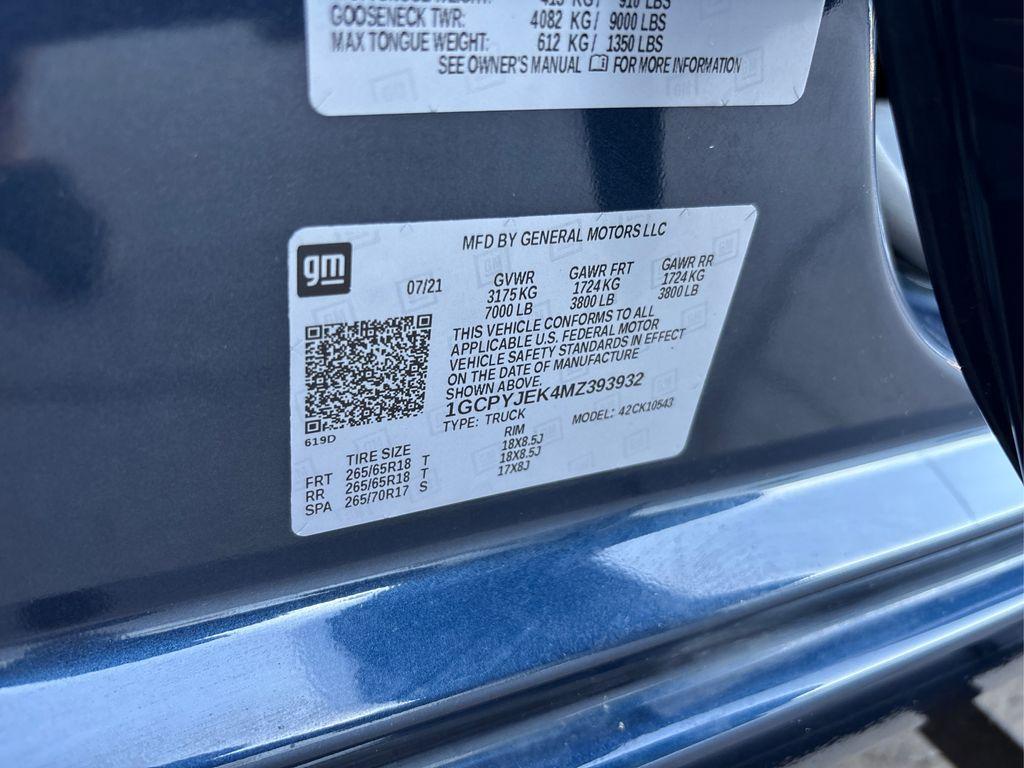 415 KG / 910 LBS
GOOSENECK TWR: 4082 KG / 9000 LBS
MAX TONGUE WEIGHT: 612 KG / 1350 LBS
SEE OWNER'S MANUAL FOR MORE INFORMATION
gm
MFD BY GENERAL MOTORS LLC
07/21 GVWR GAWR FRT GAWR RR
3175 KG 1724 KG 1724 KG
7000 LB 3800 LB 3800 LB
THIS VEHICLE CONFORMS TO ALL
APPLICABLE U.S. FEDERAL MOTOR
VEHICLE SAFETY STANDARDS IN EFFECT
ON THE DATE OF MANUFACTURE
SHOWN ABOVE.
1GCPYJEK4MZ393932
TYPE: TRUCK MODEL: 42CK10543
619D
TIRE SIZE RIM
FRT 265/65R18 T 18X8.5J
RR 265/65R18 T 18X8.5J
SPA 265/70R17 S 17X8J